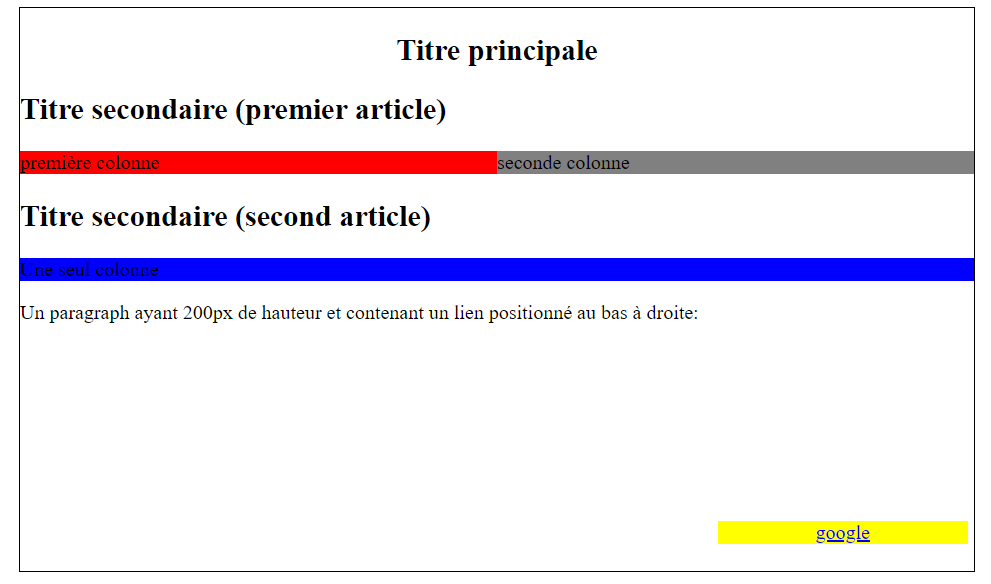 Titre principale
Titre secondaire (premier article)
première colonne seconde colonne
Titre secondaire (second article)
Une seul colonne
Un paragraph ayant 200px de hauteur et contenant un lien positionné au bas à droite:
google